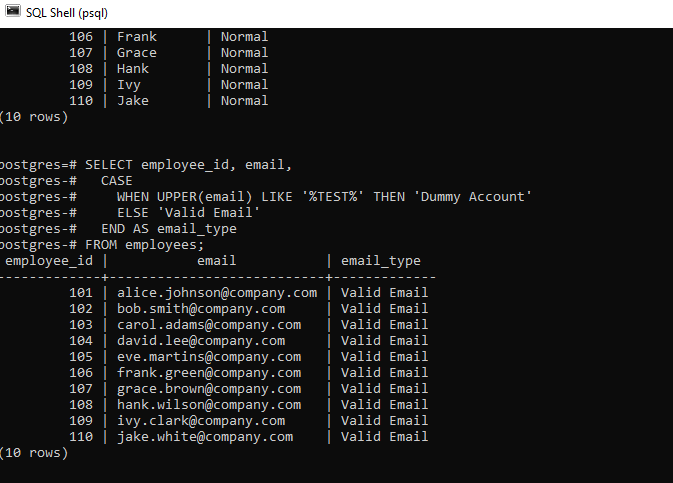 SQL Shell (psql)
106 | Frank | Normal
107 | Grace | Normal
108 | Hank | Normal
109 | Ivy | Normal
110 | Jake | Normal
(10 rows)
postgres=# SELECT employee_id, email,
postgres-# CASE
postgres-# WHEN UPPER(email) LIKE '%TEST%' THEN 'Dummy Account'
postgres-# ELSE 'Valid Email'
postgres-# END AS email_type
postgres-# FROM employees;
employee_id | email | email_type
-------------+---------------------------+-------------
101 | alice.johnson@company.com | Valid Email
102 | bob.smith@company.com | Valid Email
103 | carol.adams@company.com | Valid Email
104 | david.lee@company.com | Valid Email
105 | eve.martins@company.com | Valid Email
106 | frank.green@company.com | Valid Email
107 | grace.brown@company.com | Valid Email
108 | hank.wilson@company.com | Valid Email
109 | ivy.clark@company.com | Valid Email
110 | jake.white@company.com | Valid Email
(10 rows)